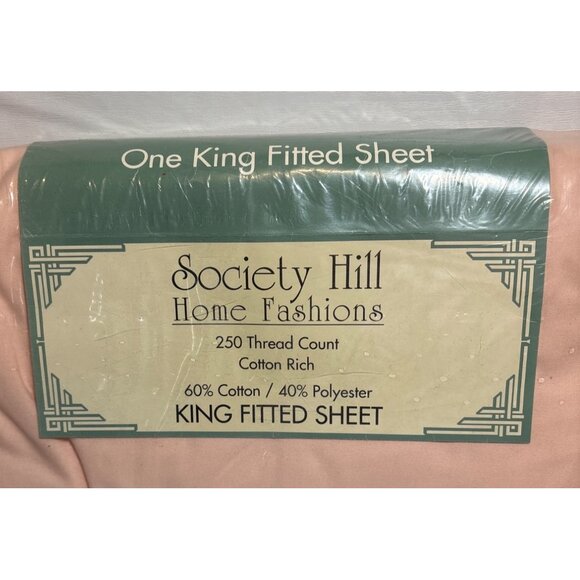 One King Fitted Sheet
Society Hill
Home Fashions
250 Thread Count
Cotton Rich
60% Cotton / 40% Polyester
KING FITTED SHEET